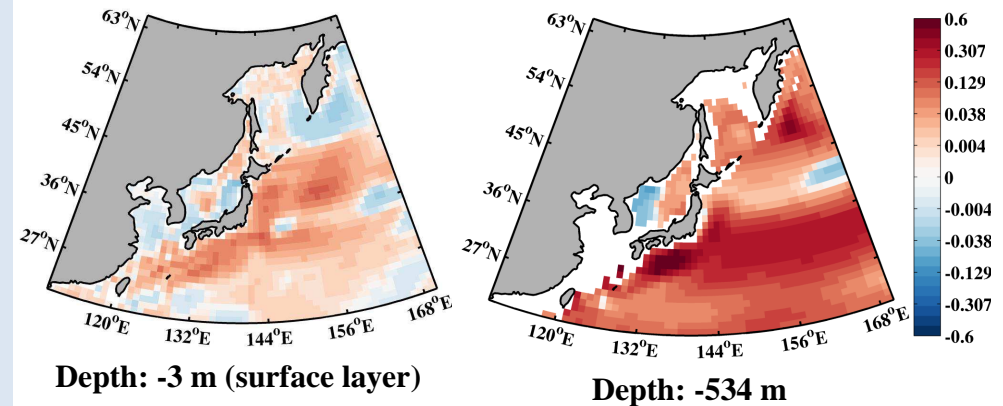 63°N
54°N
45°N
36°N
27°N
120°E
132°E
144°E
156°E
168°E
Depth: -3 m (surface layer)
63°N
54°N
45°N
36°N
27°N
120°E
132°E
144°E
156°E
168°E
Depth: -534 m
0.6
0.307
0.129
0.038
0.004
0
-0.004
-0.038
-0.129
-0.307
-0.6